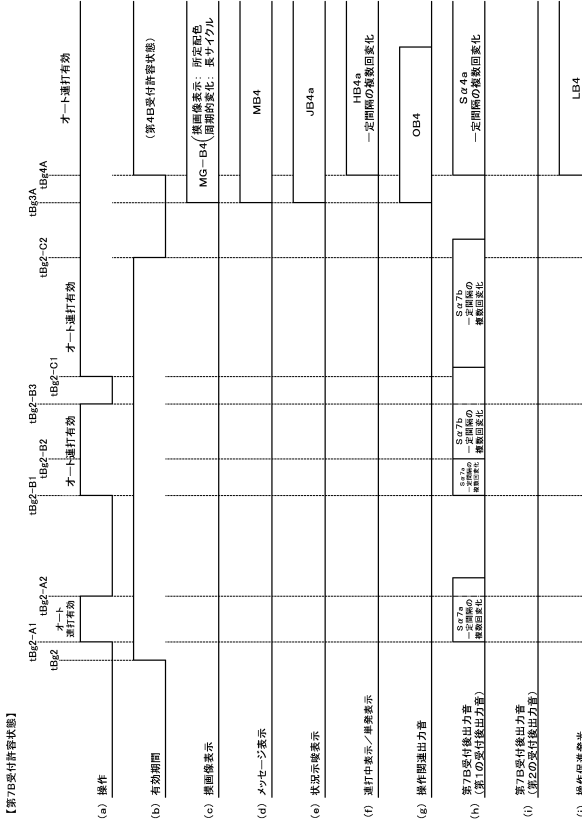 【第7B受付許容状態】
tBg2
tBg2-A1
tBg2-A2
tBg2-B1
tBg2-B2
tBg2-B3
tBg2-C1
tBg2-C2
tBg3A
tBg4A
(a) 操作
オート
連打有効
オート連打有効
オート連打有効
オート連打有効
(b) 有効期間
(第4B受付許容状態)
(c) 摸画像表示
MG-B4(摸画像表示: 所定配色
周期的変化: 長サイクル
(d) メッセージ表示
MB4
(e) 状況示唆表示
JB4a
(f) 連打中表示/単発表示
HB4a
一定間隔の複数回変化
(g) 操作関連出力音
OB4
(h) 第7B受付後出力音
(第1の受付後出力音)
Sα7a
一定間隔の
複数回変化
Sα7a
一定間隔の
複数回変化
Sα7b
一定間隔の
複数回変化
Sα7b
一定間隔の
複数回変化
Sα4a
一定間隔の複数回変化
(i) 第7B受付後出力音
(第2の受付後出力音)
(j) 操作促進発光
LB4